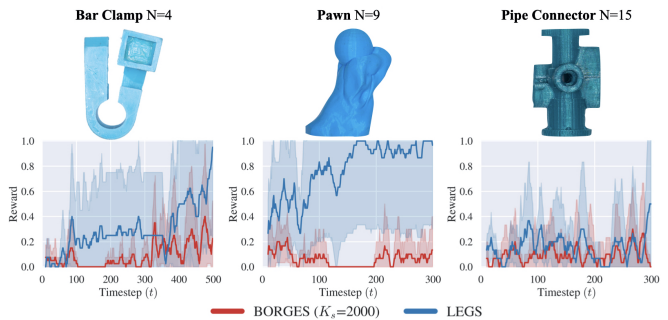 Bar Clamp N=4
Pawn N=9
Pipe Connector N=15
1.0
0.8
0.6
0.4
0.2
0.0
Reward
0 100 200 300 400 500
Timestep (t)
1.0
0.8
0.6
0.4
0.2
0.0
Reward
0 100 200 300
Timestep (t)
1.0
0.8
0.6
0.4
0.2
0.0
Reward
0 100 200 300
Timestep (t)
BORGES (Ks=2000)
LEGS